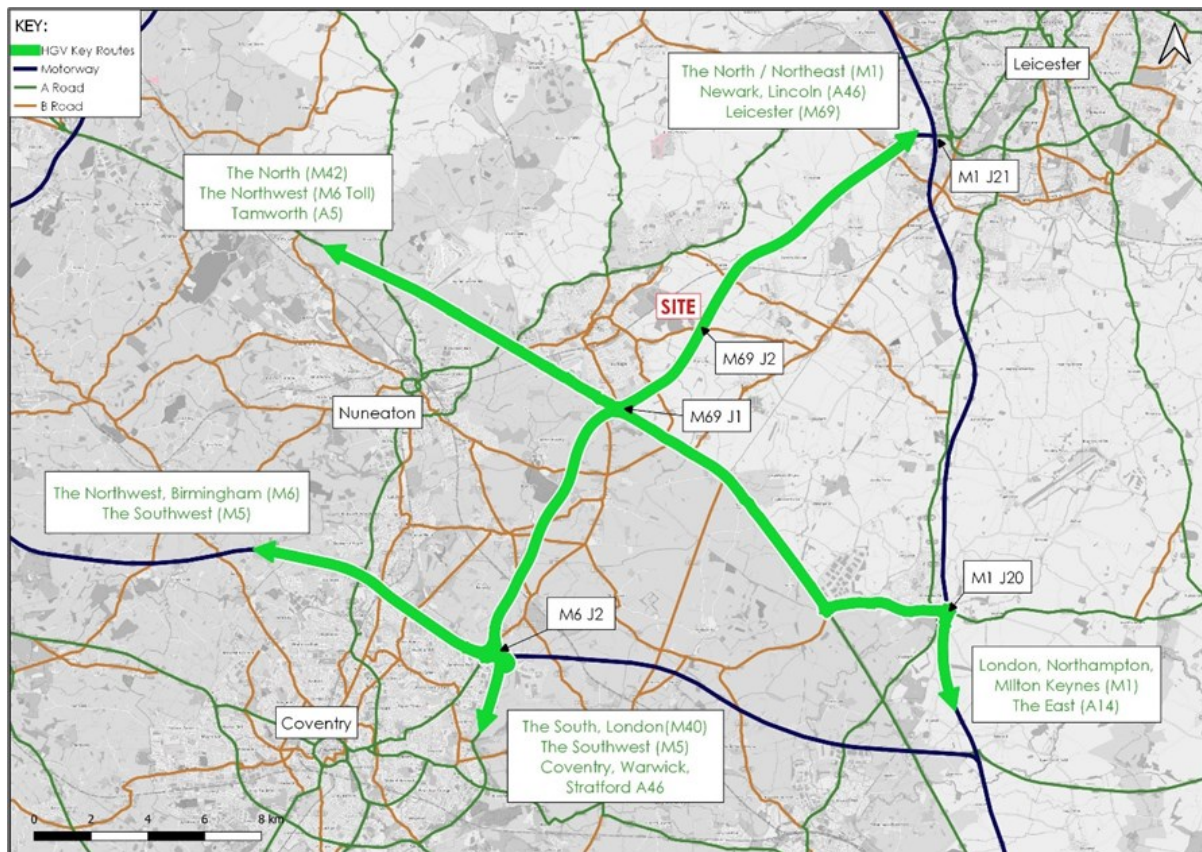 KEY:
HGV Key Routes
Motorway
A Road
B Road
Leicester
The North / Northeast (M1)
Newark, Lincoln (A46)
Leicester (M69)
M1 J21
The North (M42)
The Northwest (M6 Toll)
Tamworth (A5)
SITE
M69 J2
Nuneaton
M69 J1
The Northwest, Birmingham (M6)
The Southwest (M5)
M1 J20
M6 J2
London, Northampton,
Milton Keynes (M1)
The East (A14)
Coventry
The South, London(M40)
The Southwest (M5)
Coventry, Warwick,
Stratford A46
0 2 4 6 8 km